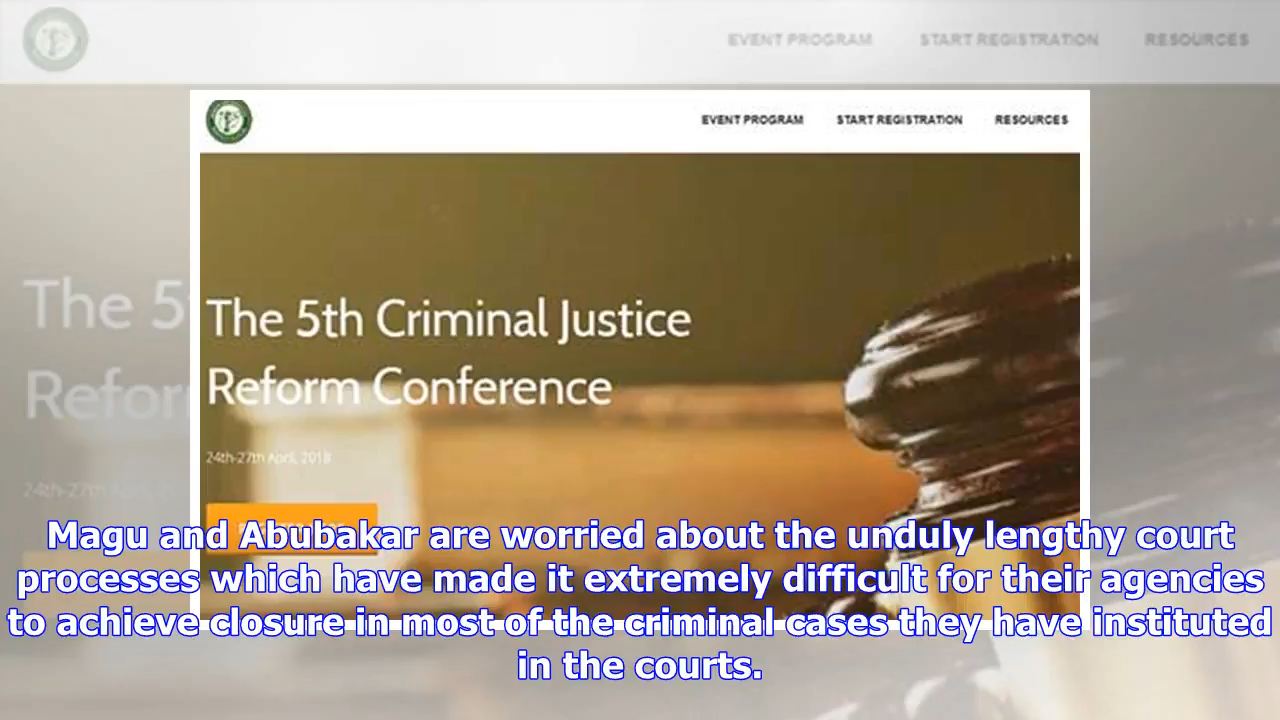 EVENT PROGRAM START REGISTRATION RESOURCES
EVENT PROGRAM START REGISTRATION RESOURCES
The 5th Criminal Justice
Reform Conference
24th-27th April, 2018
Magu and Abubakar are worried about the unduly lengthy court
processes which have made it extremely difficult for their agencies
to achieve closure in most of the criminal cases they have instituted
in the courts.